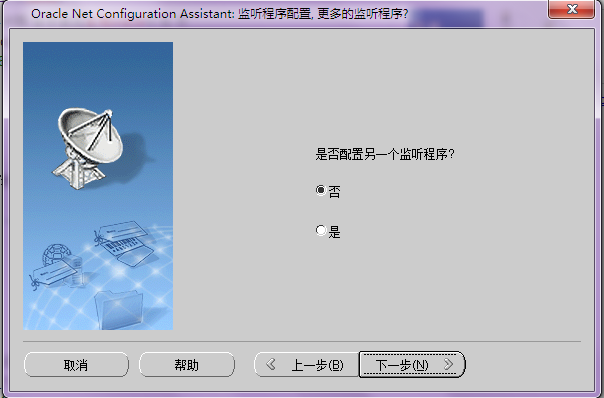 Oracle Net Configuration Assistant: 监听程序配置, 更多的监听程序?
是否配置另一个监听程序?
否
是
取消
帮助
上一步(B)
下一步(N)